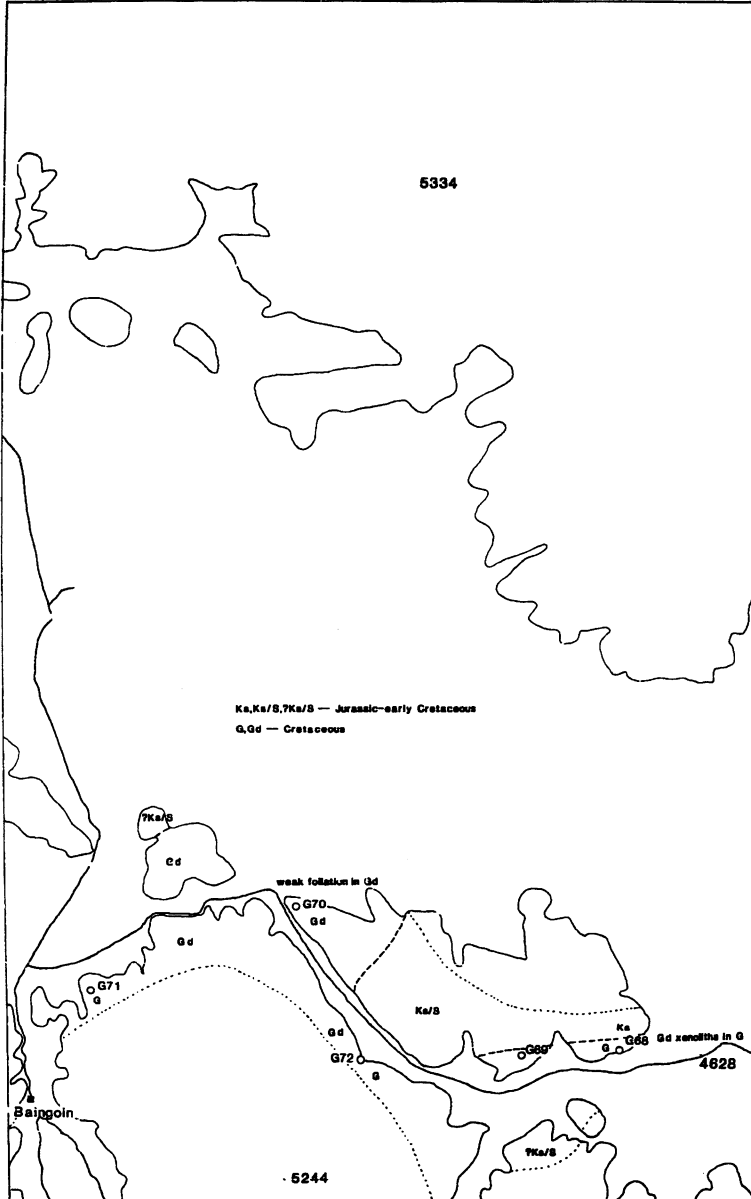 5334
Ks,Ks/S,?Ks/S — Jurassic-early Cretaceous
G,Gd — Cretaceous
?Ks/S
Gd
weak foliation in Gd
G70
Gd
Gd
G71
G
Ks/S
Gd
Ks
G68
Gd xenoliths in G
G69
G
G72
G
4628
Baingoin
?Ks/S
5244